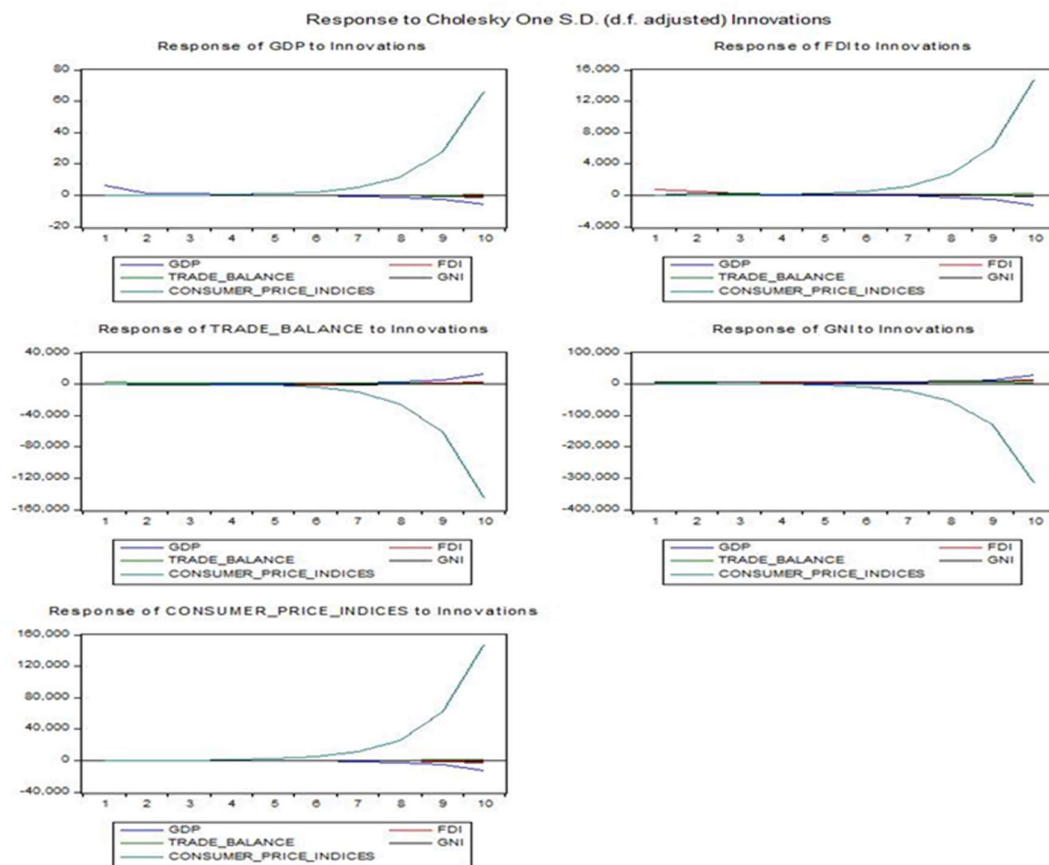 Response to Cholesky One S.D. (d.f. adjusted) Innovations
Response of GDP to Innovations
80
60
40
20
0
-20
1 2 3 4 5 6 7 8 9 10
GDP FDI
TRADE_BALANCE GNI
CONSUMER_PRICE_INDICES
Response of FDI to Innovations
16,000
12,000
8,000
4,000
0
-4,000
1 2 3 4 5 6 7 8 9 10
GDP FDI
TRADE_BALANCE GNI
CONSUMER_PRICE_INDICES
Response of TRADE_BALANCE to Innovations
40,000
0
-40,000
-80,000
-120,000
-160,000
1 2 3 4 5 6 7 8 9 10
GDP FDI
TRADE_BALANCE GNI
CONSUMER_PRICE_INDICES
Response of GNI to Innovations
100,000
0
-100,000
-200,000
-300,000
-400,000
1 2 3 4 5 6 7 8 9 10
GDP FDI
TRADE_BALANCE GNI
CONSUMER_PRICE_INDICES
Response of CONSUMER_PRICE_INDICES to Innovations
160,000
120,000
80,000
40,000
0
-40,000
1 2 3 4 5 6 7 8 9 10
GDP FDI
TRADE_BALANCE GNI
CONSUMER_PRICE_INDICES